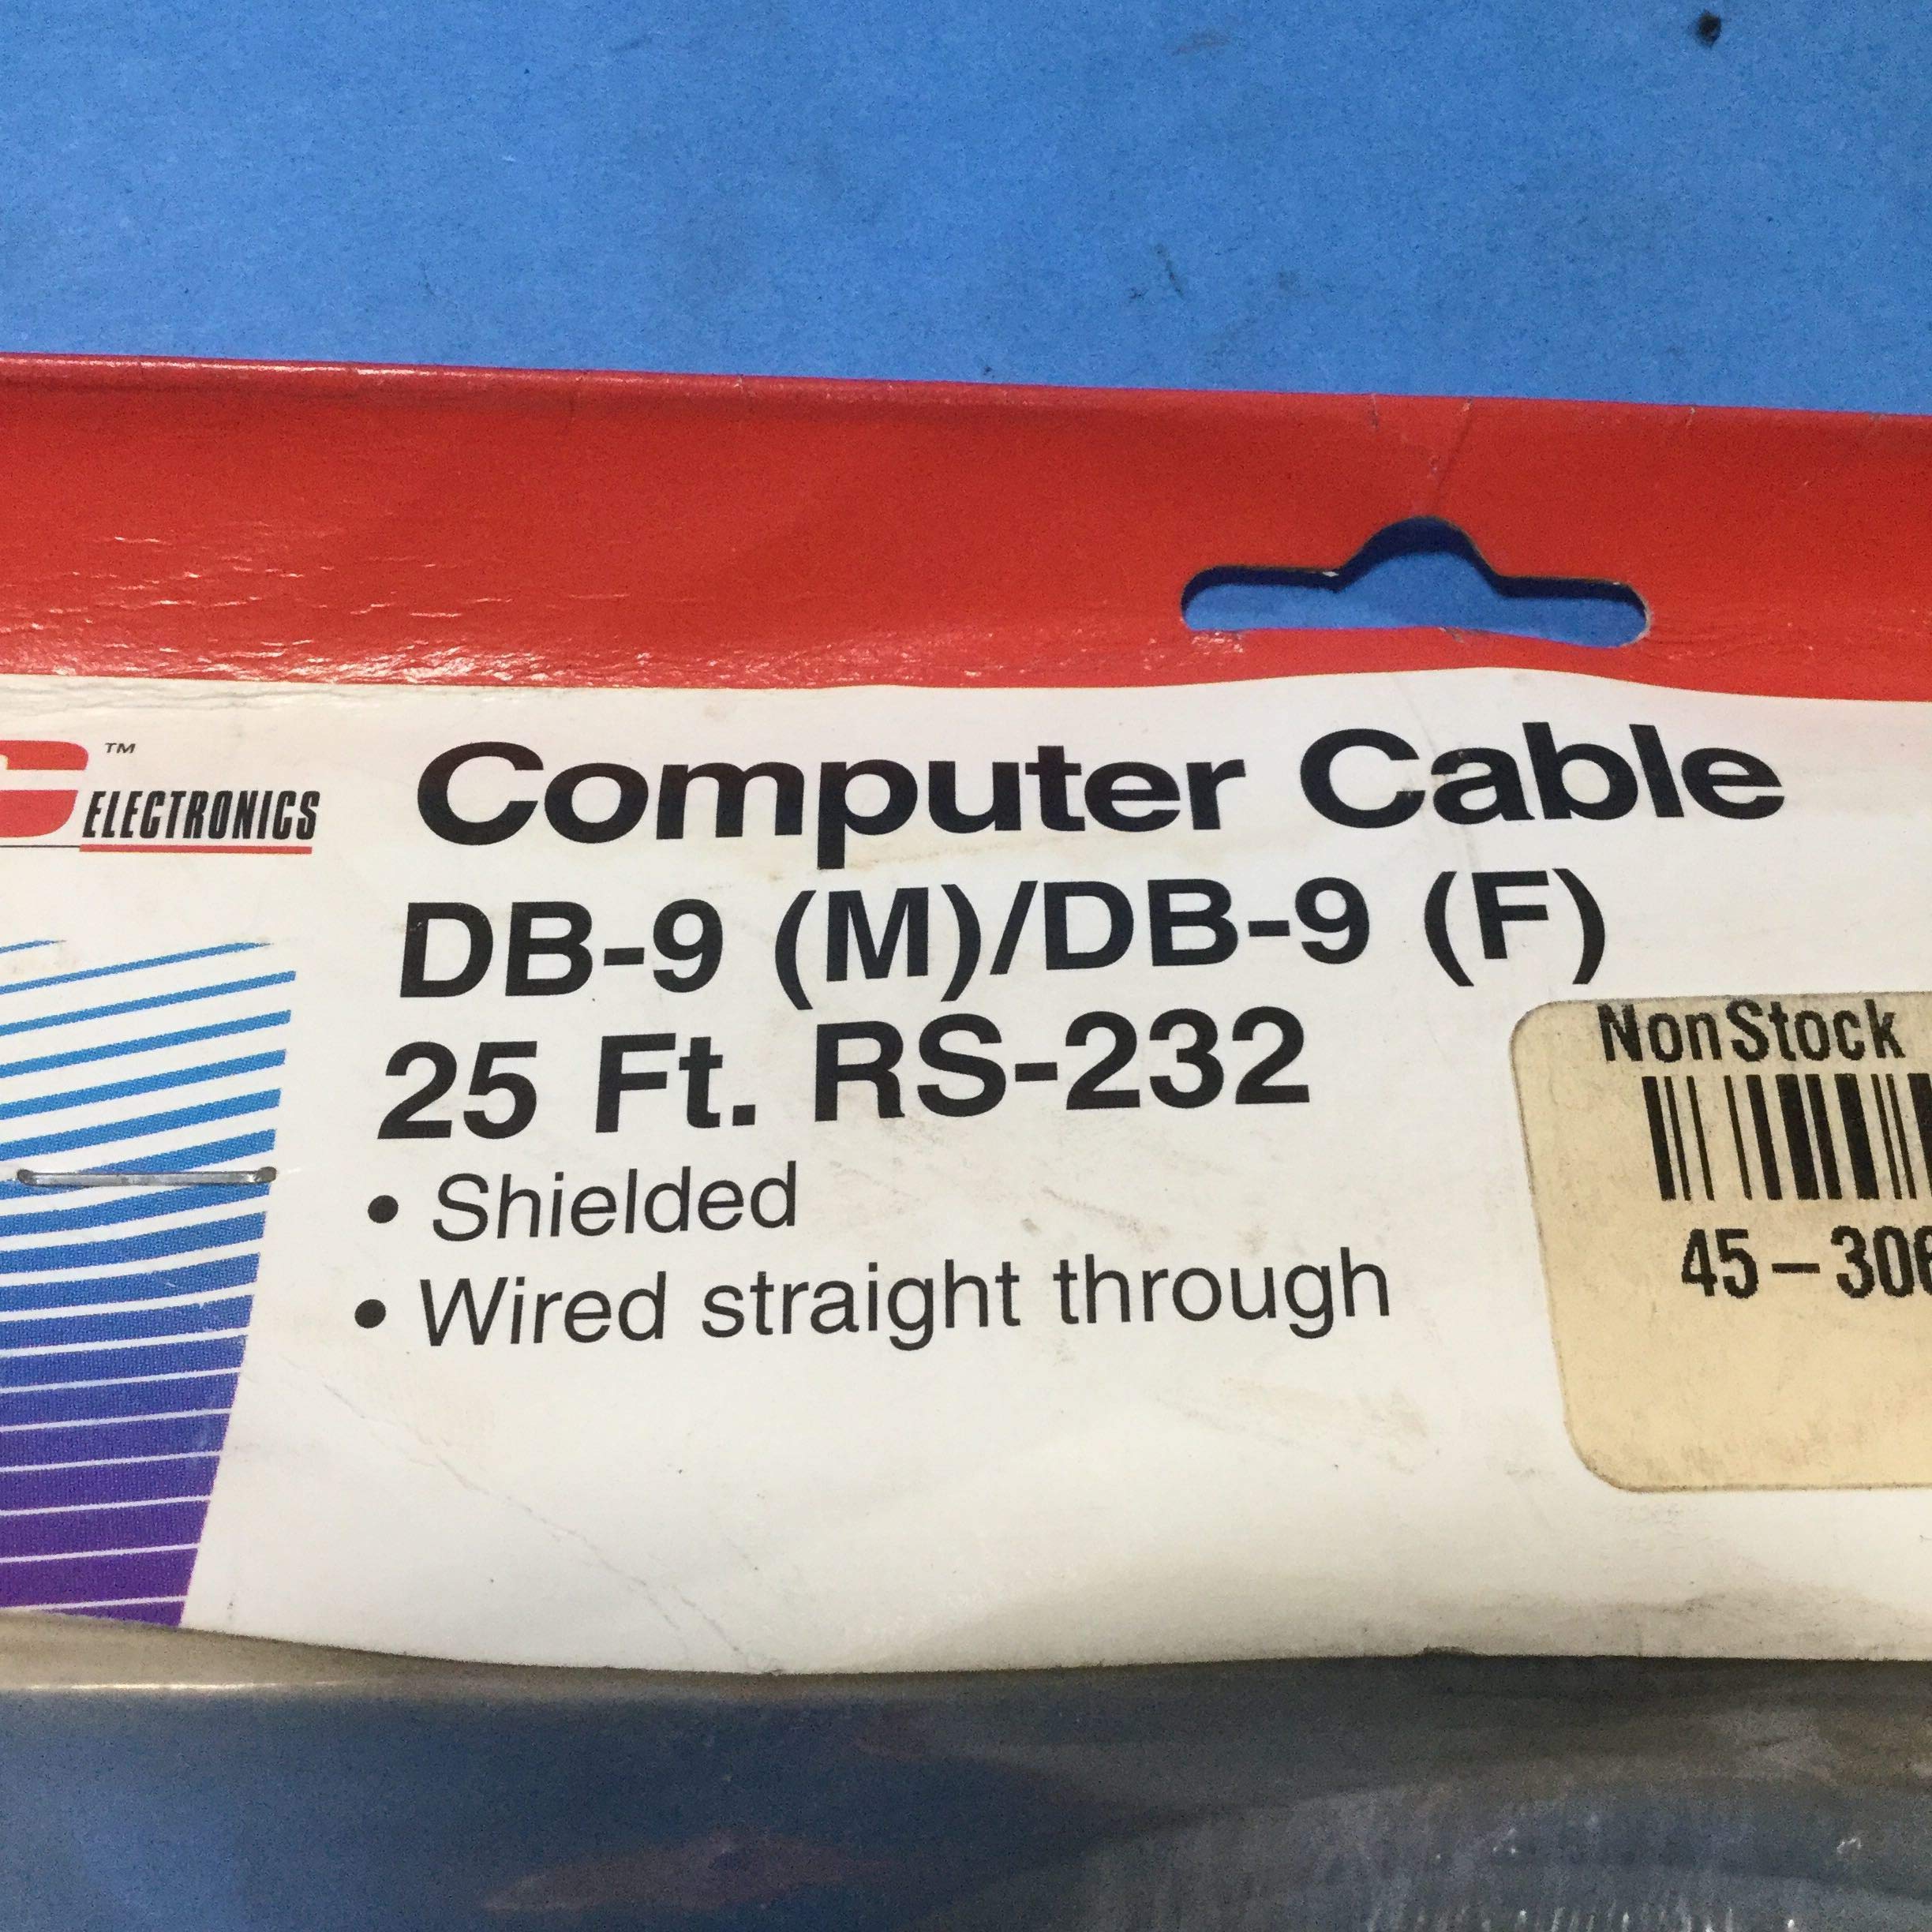 ™
ELECTRONICS
Computer Cable
DB-9 (M)/DB-9 (F)
25 Ft. RS-232
• Shielded
• Wired straight through
NonStock